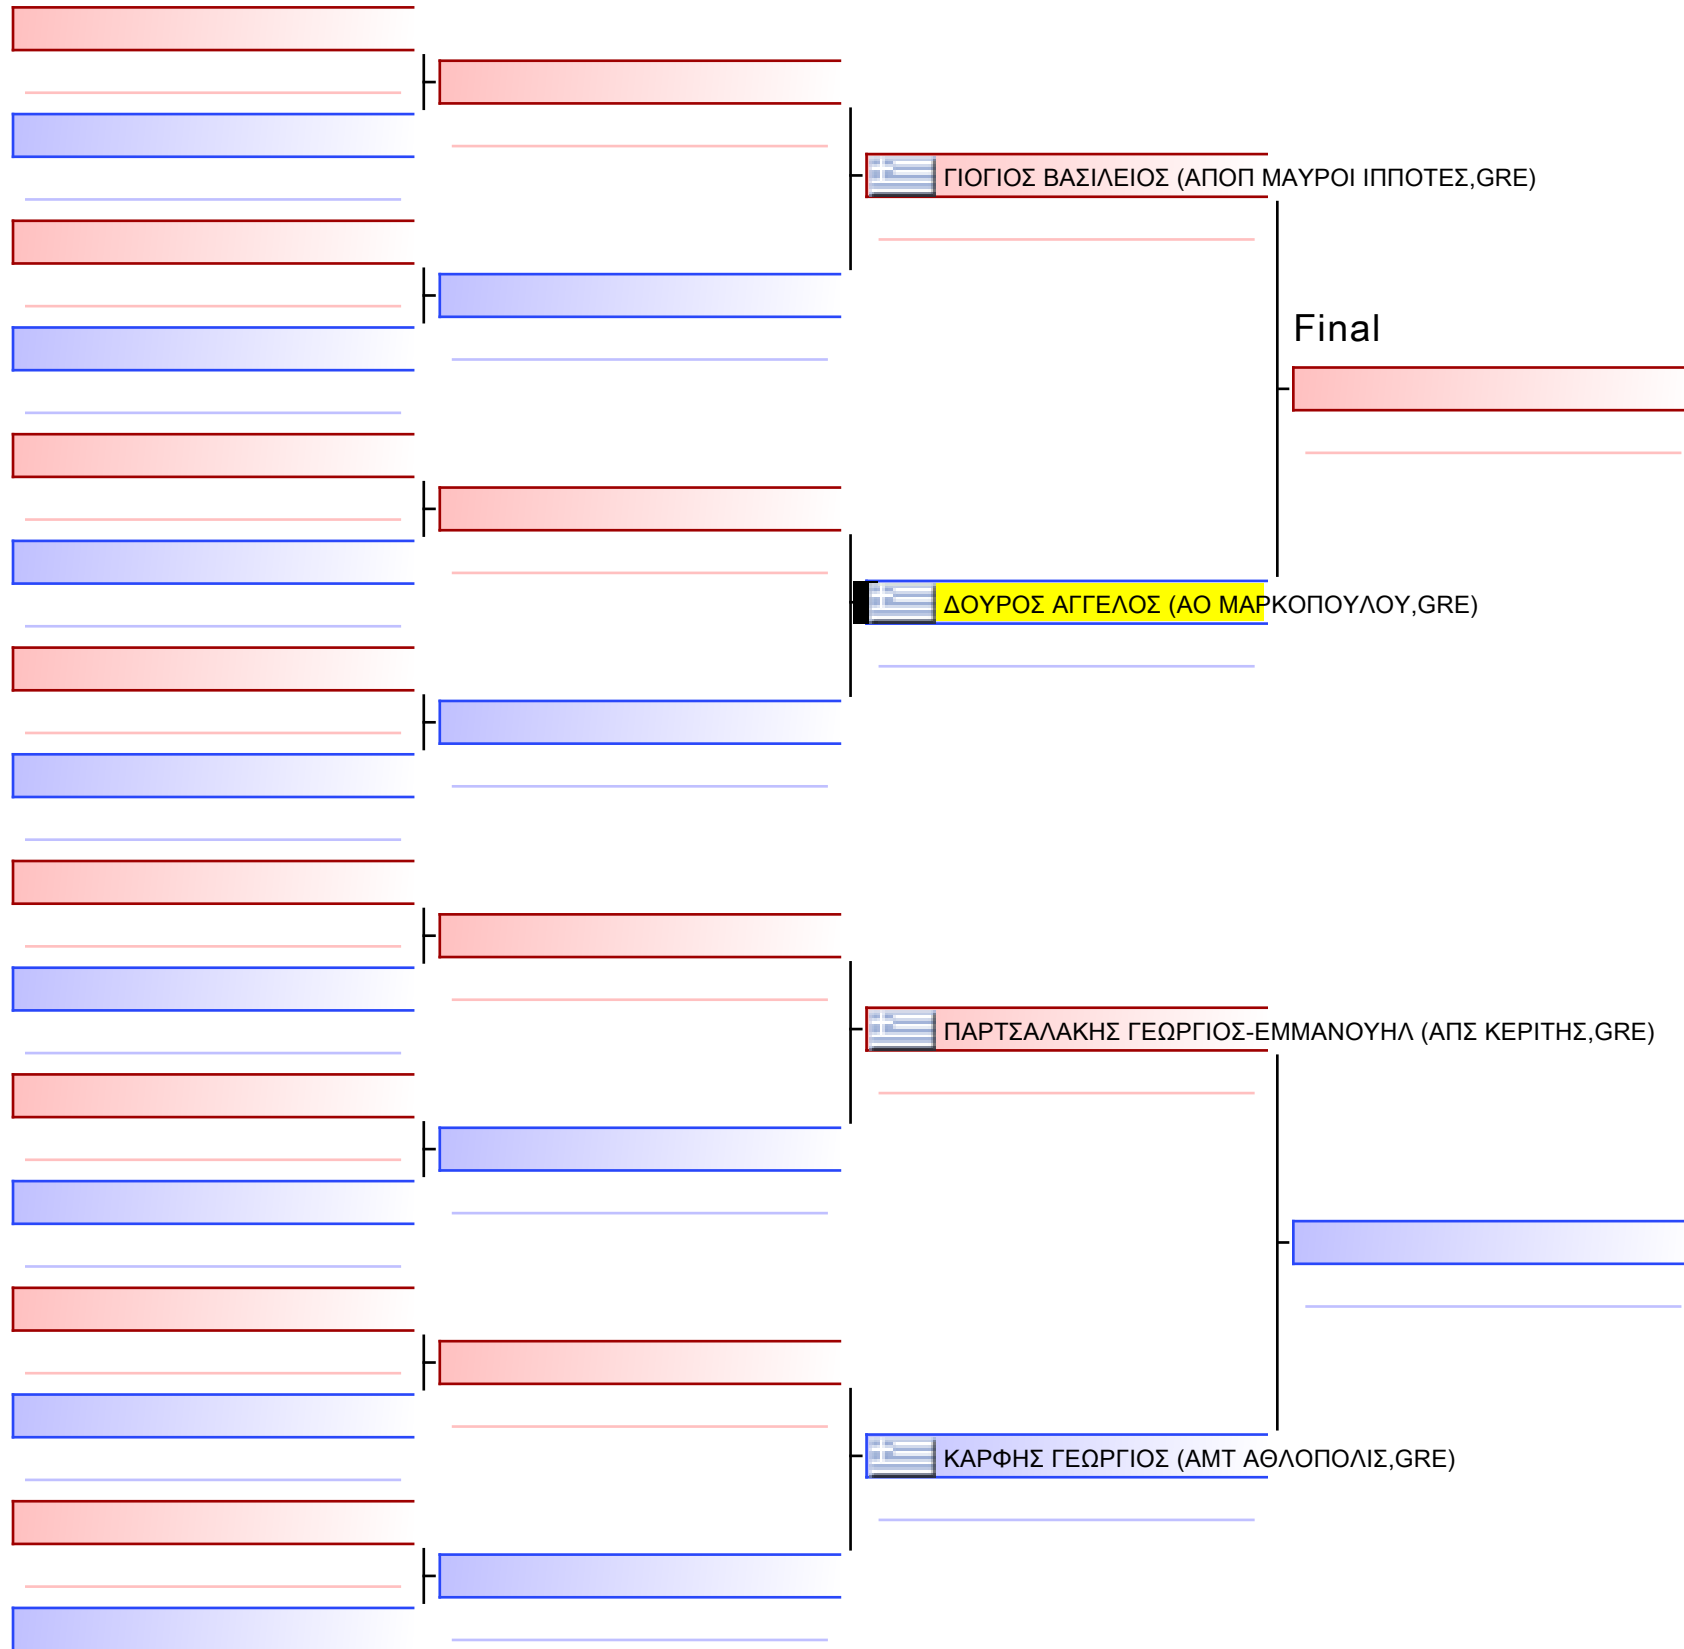 ΓΙΟΓΙΟΣ ΒΑΣΙΛΕΙΟΣ (ΑΠΟΠ ΜΑΥΡΟΙ ΙΠΠΟΤΕΣ,GRE)
Final
ΔΟΥΡΟΣ ΑΓΓΕΛΟΣ (ΑΟ ΜΑΡΚΟΠΟΥΛΟΥ,GRE)
ΠΑΡΤΣΑΛΑΚΗΣ ΓΕΩΡΓΙΟΣ-ΕΜΜΑΝΟΥΗΛ (ΑΠΣ ΚΕΡΙΤΗΣ,GRE)
ΚΑΡΦΗΣ ΓΕΩΡΓΙΟΣ (ΑΜΤ ΑΘΛΟΠΟΛΙΣ,GRE)